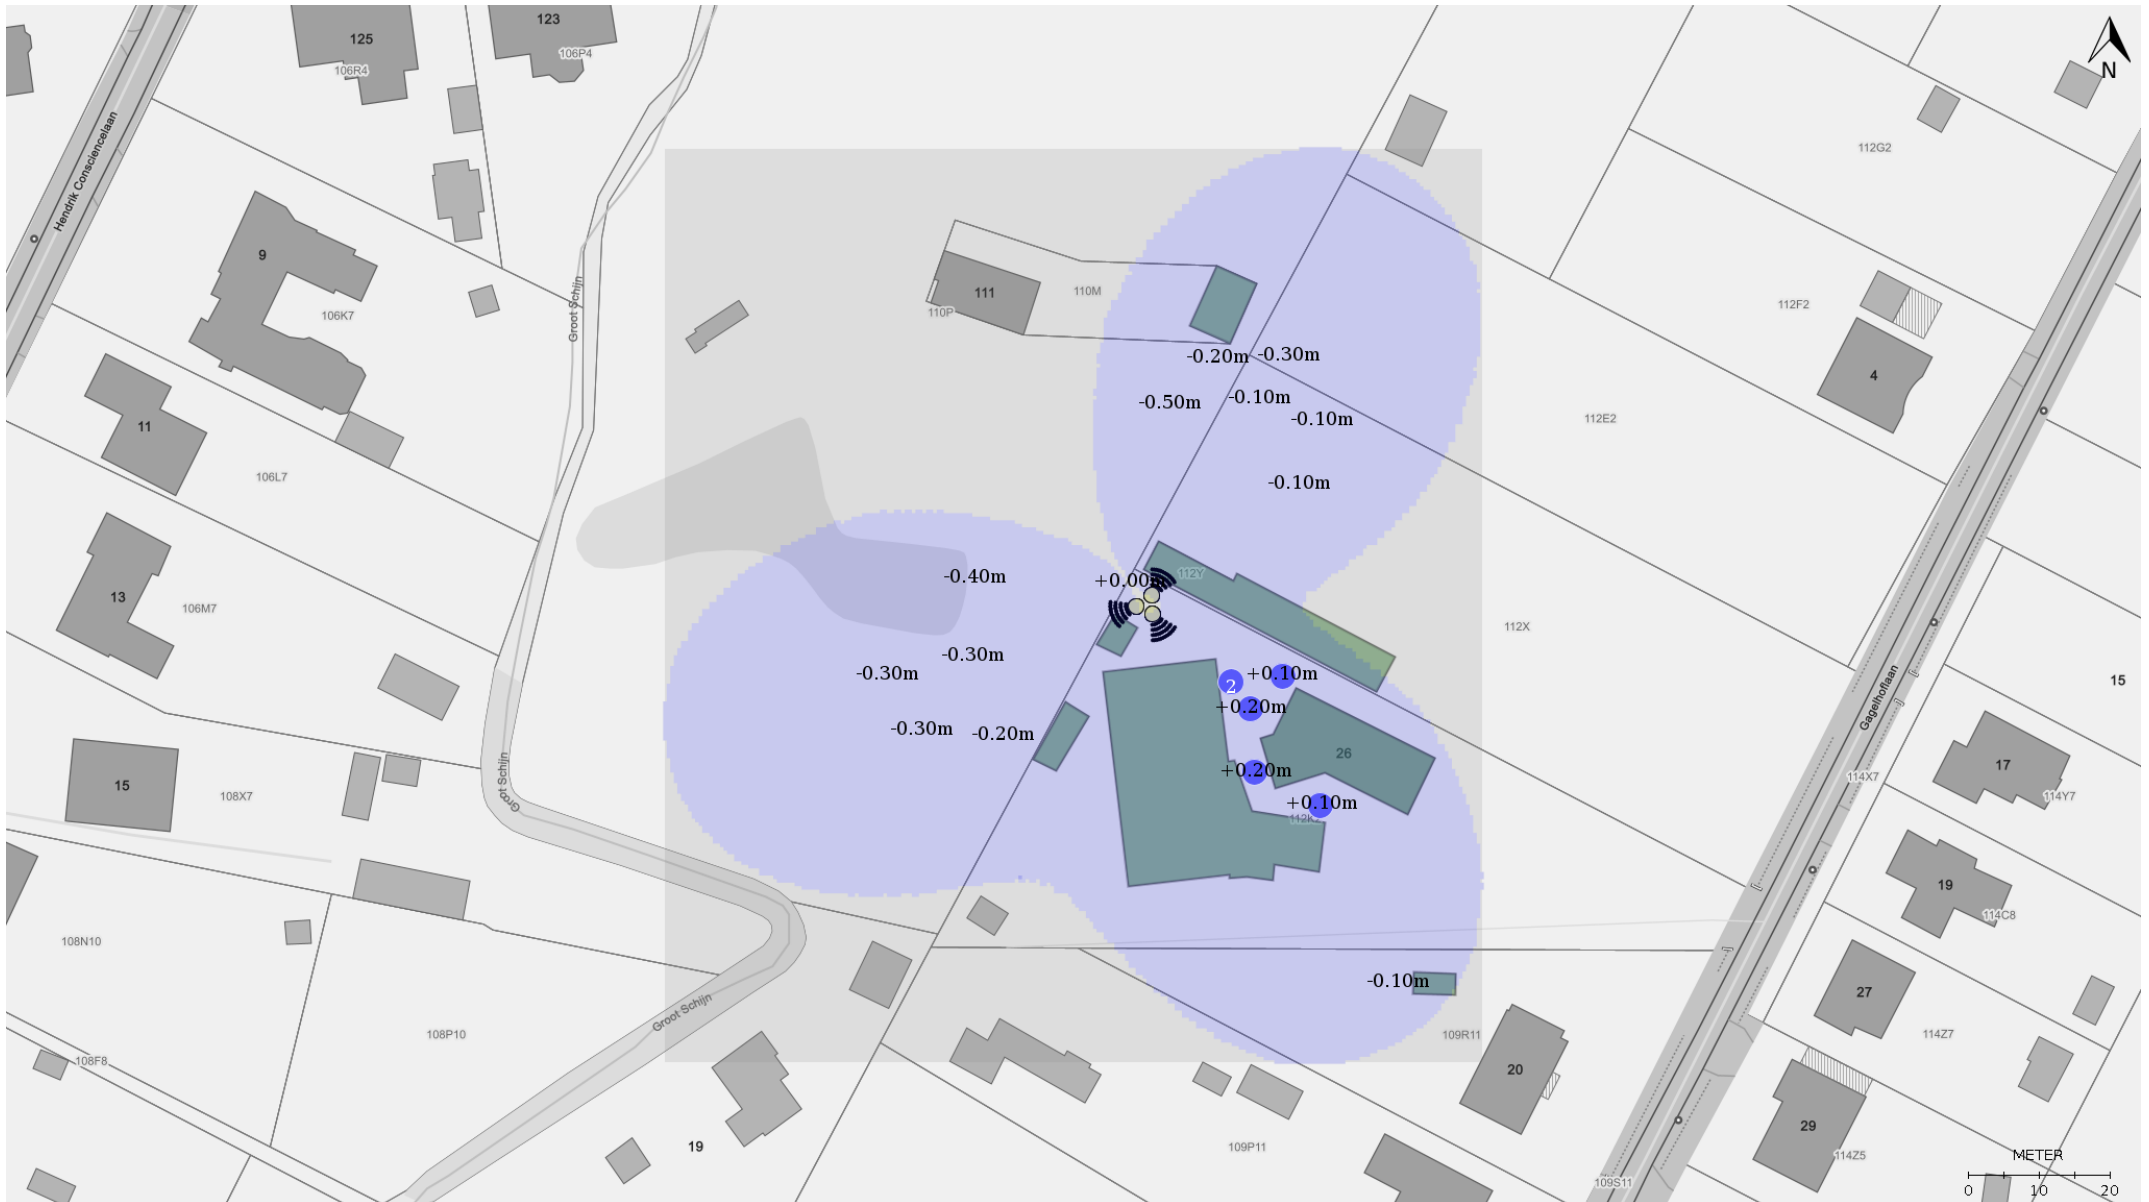 123
125
106P4
106R4
N
Hendrik Consciencelaan
112G2
9
Groot Schijn
106K7
111
110M
110P
112F2
-0.20m
-0.30m
4
-0.50m
-0.10m
-0.10m
112E2
11
106L7
-0.10m
-0.40m
112Y
13
106M7
112X
-0.30m
-0.30m
+0.10m
2
15
Gagelhoflaan
+0.20m
-0.30m
-0.20m
26
17
Groot Schijn
+0.20m
15
108X7
114X7
114Y7
+0.10m
19
114C8
108N10
-0.10m
27
Groot Schijn
108P10
109R11
114Z7
108F8
20
29
19
109P11
114Z5
METER
109S11
0 10 20